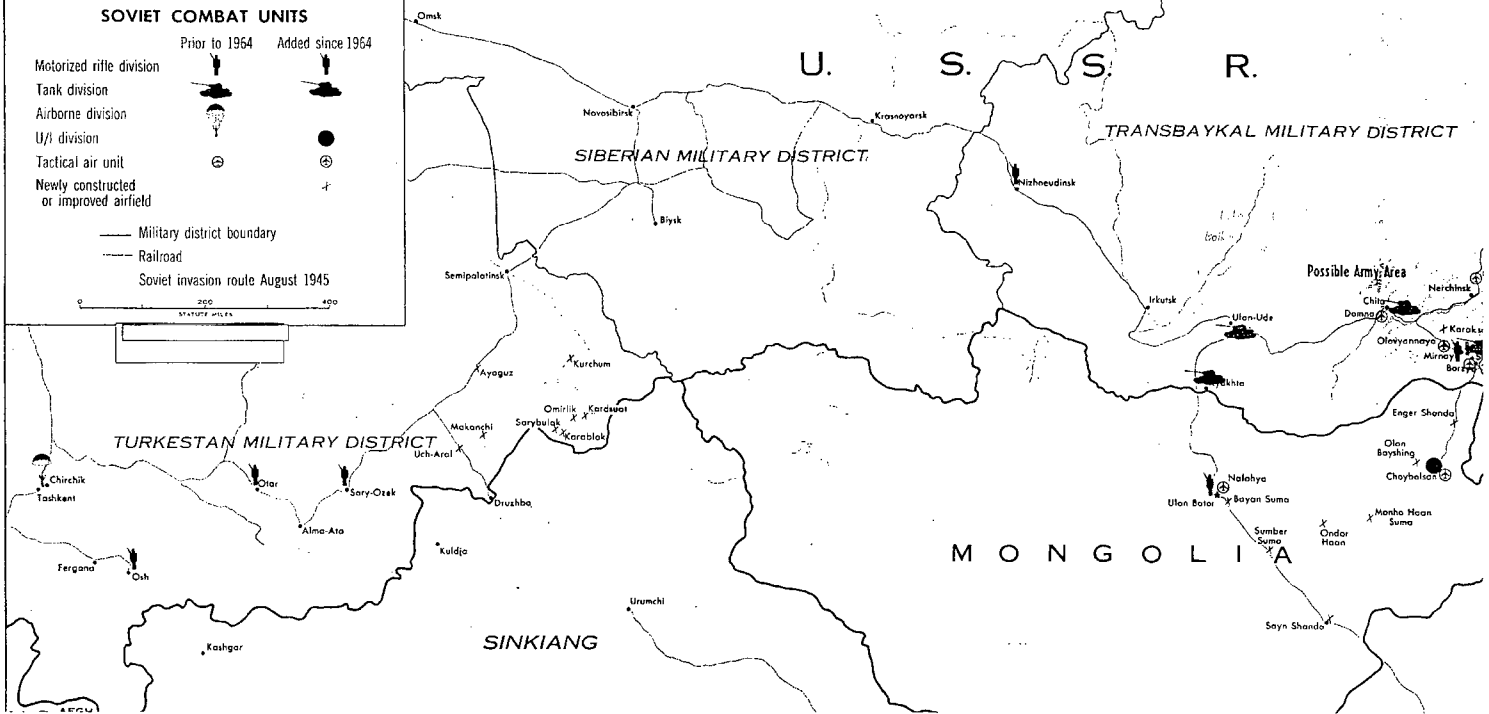 SOVIET COMBAT UNITS
Prior to 1964 Added since 1964
Motorized rifle division
Tank division
Airborne division
U/I division
Tactical air unit
Newly constructed
or improved airfield
Military district boundary
Railroad
Soviet invasion route August 1945
0 200 400
STATUTE MILES
Omsk
U. S. S. R.
Novosibirsk
Krasnoyarsk
TRANSBAYKAL MILITARY DISTRICT
SIBERIAN MILITARY DISTRICT
Nizhneudinsk
Biysk
Semipalatinsk
Possible Army Area
Nerchinsk
Irkutsk
Chita
Domna
Ulan-Ude
Olovyannaya
Mirnay
Kurchum
Ayaguz
Enger Shanda
Omirlik
Sarybulak
Karablok
Makanchi
TURKESTAN MILITARY DISTRICT
Uch-Aral
Olon
Bayshing
Choybalsan
Chirchik
Tashkent
Otar
Sary-Ozek
Druzhba
Nalahya
Ulan Bator
Bayan Suma
Monho Haan
Suma
Alma-Ata
Sumber
Suma
Ondor
Haan
Kuldja
MONGOLIA
Fergana
Osh
Urumchi
Sayn Shanda
SINKIANG
Kashgar